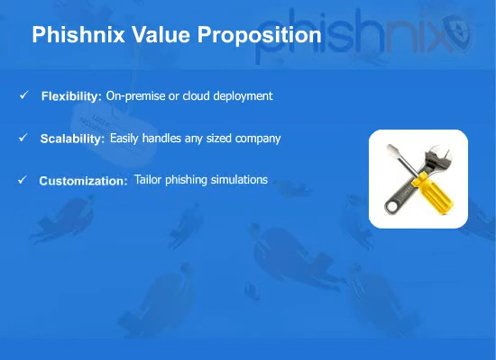 phishnix
Phishnix Value Proposition
✓ Flexibility: On-premise or cloud deployment
✓ Scalability: Easily handles any sized company
✓ Customization: Tailor phishing simulations